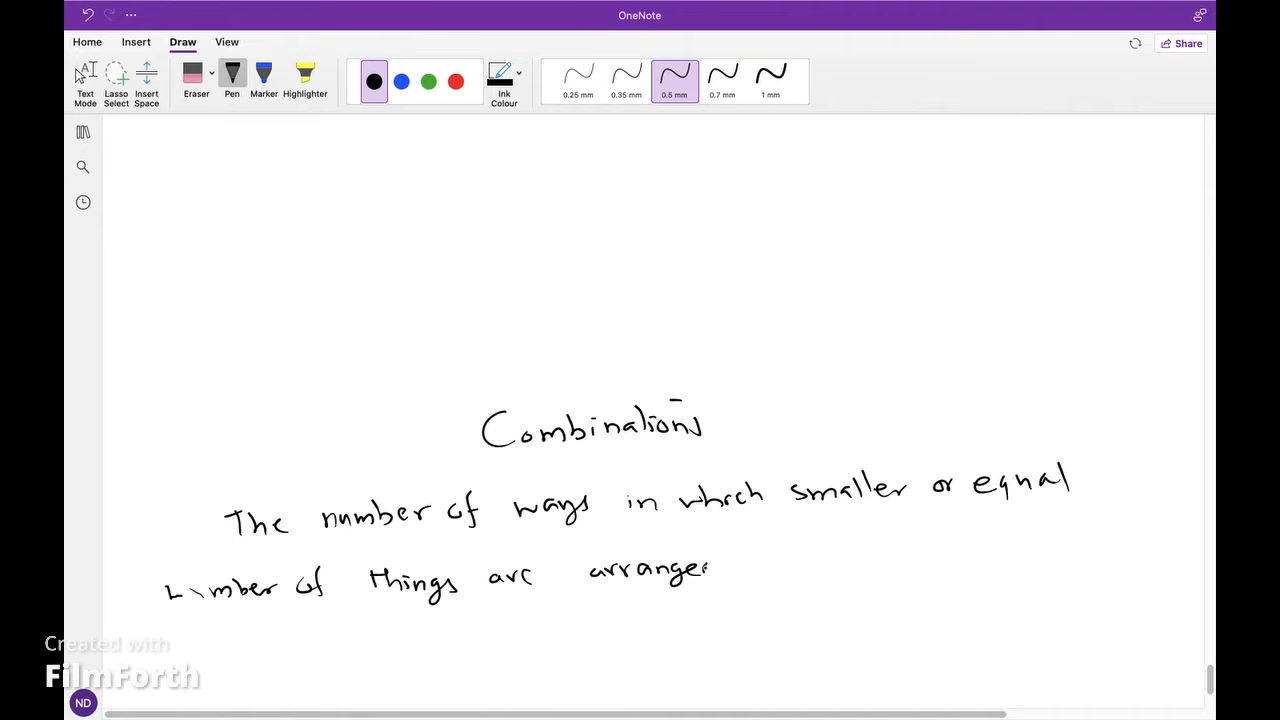 OneNote
Home Insert Draw View
Share
Text Mode
Lasso Select
Insert Space
Eraser
Pen
Marker
Highlighter
Ink Colour
0.25 mm
0.35 mm
0.5 mm
0.7 mm
1 mm
Combinations
The number of ways in which smaller or equal
number of things are arrange
Created with
FilmForth
ND